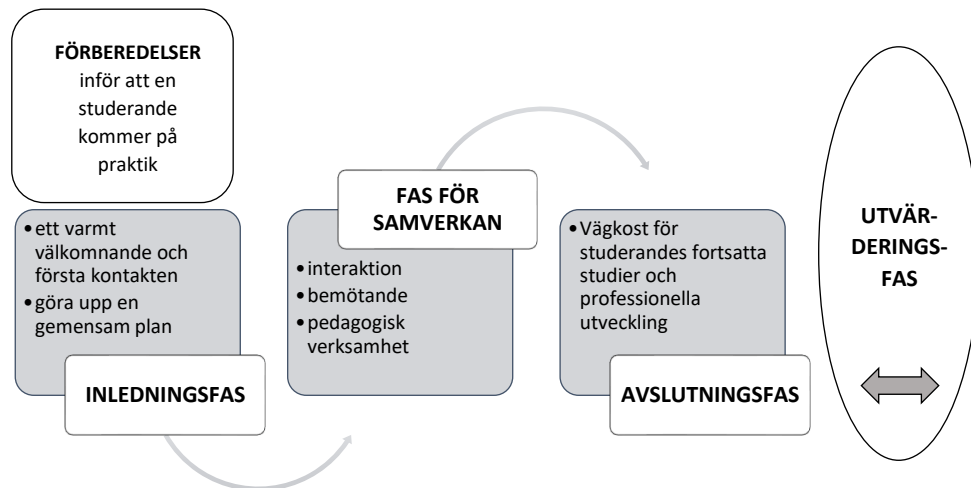 FÖRBEREDELSER
inför att en
studerande
kommer på
praktik
•ett varmt
välkomnande och
första kontakten
•göra upp en
gemensam plan
INLEDNINGSFAS
FAS FÖR
SAMVERKAN
•interaktion
•bemötande
•pedagogisk
verksamhet
•Vägkost för
studerandes fortsatta
studier och
professionella
utveckling
AVSLUTNINGSFAS
UTVÄR-
DERINGS-
FAS